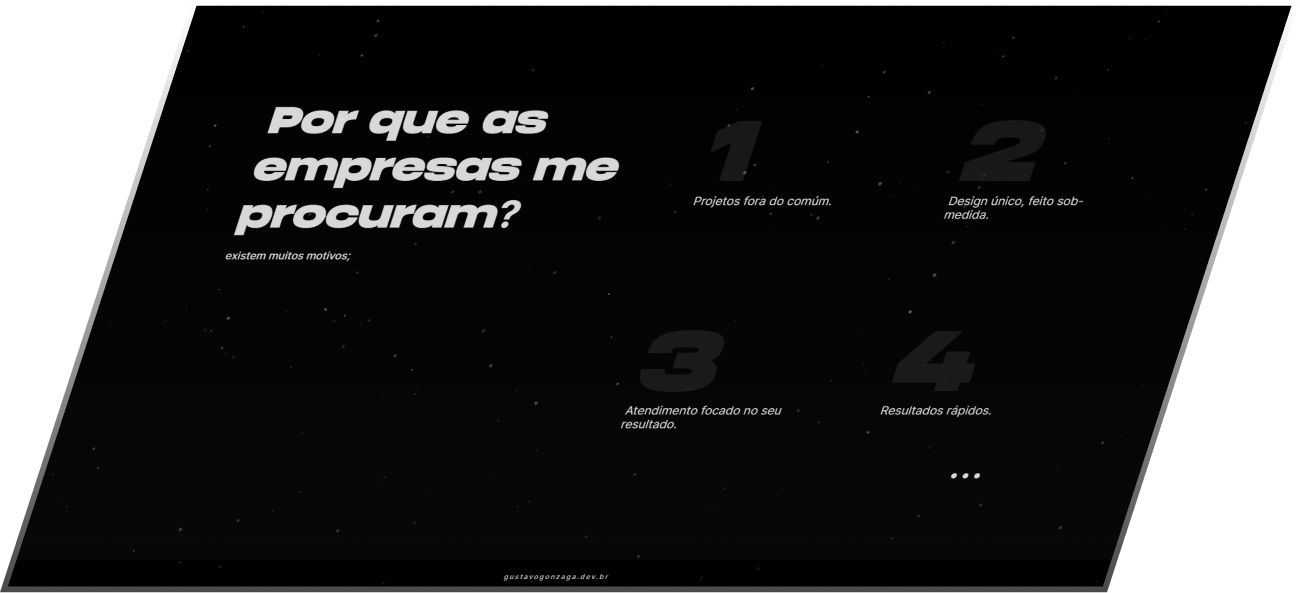 Por que as
empresas me
procuram?
existem muitos motivos;
1
Projetos fora do comúm.
2
Design único, feito sob-
medida.
3
Atendimento focado no seu
resultado.
4
Resultados rápidos.
...
gustavogonzaga.dev.br